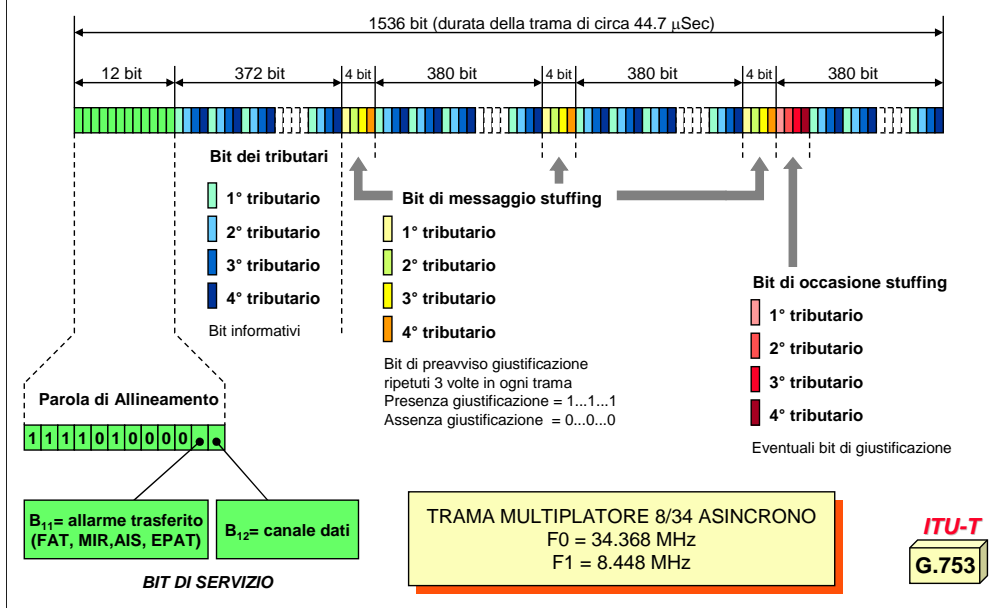 1536 bit (durata della trama di circa 44.7 μSec)
12 bit
372 bit
4 bit
380 bit
4 bit
380 bit
4 bit
380 bit
Bit dei tributari
1° tributario
2° tributario
3° tributario
4° tributario
Bit informativi
Bit di messaggio stuffing
1° tributario
2° tributario
3° tributario
4° tributario
Bit di preavviso giustificazione
ripetuti 3 volte in ogni trama
Presenza giustificazione = 1...1...1
Assenza giustificazione = 0...0...0
Bit di occasione stuffing
1° tributario
2° tributario
3° tributario
4° tributario
Eventuali bit di giustificazione
Parola di Allineamento
1 1 1 1 0 1 0 0 0 0
B11= allarme trasferito
(FAT, MIR,AIS, EPAT)
B12= canale dati
BIT DI SERVIZIO
TRAMA MULTIPLATORE 8/34 ASINCRONO
F0 = 34.368 MHz
F1 = 8.448 MHz
ITU-T
G.753